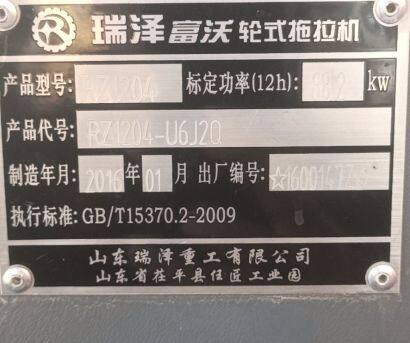 瑞泽富沃轮式拖拉机
产品型号: RZ1204 标定功率(12h): 88.2 kw
产品代号: RZ1204-U6J2Q
制造年月: 2016年01月 出厂编号:
执行标准: GB/T15370.2-2009
山东瑞泽重工有限公司
山东省茌平县任匠工业园